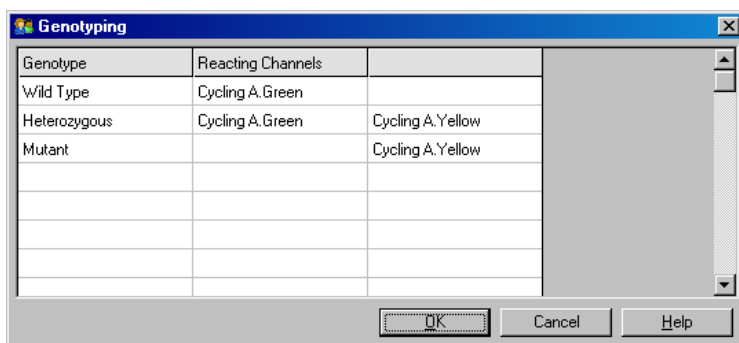 Genotyping
Genotype Reacting Channels
Wild Type Cycling A.Green
Heterozygous Cycling A.Green Cycling A.Yellow
Mutant Cycling A.Yellow
OK Cancel Help